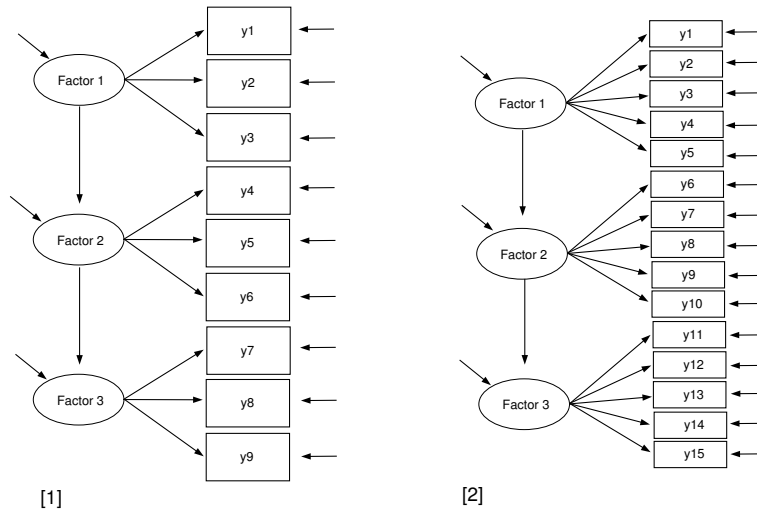 Factor 1
y1
y2
y3
Factor 2
y4
y5
y6
Factor 3
y7
y8
y9
[1]
Factor 1
y1
y2
y3
y4
y5
Factor 2
y6
y7
y8
y9
y10
Factor 3
y11
y12
y13
y14
y15
[2]